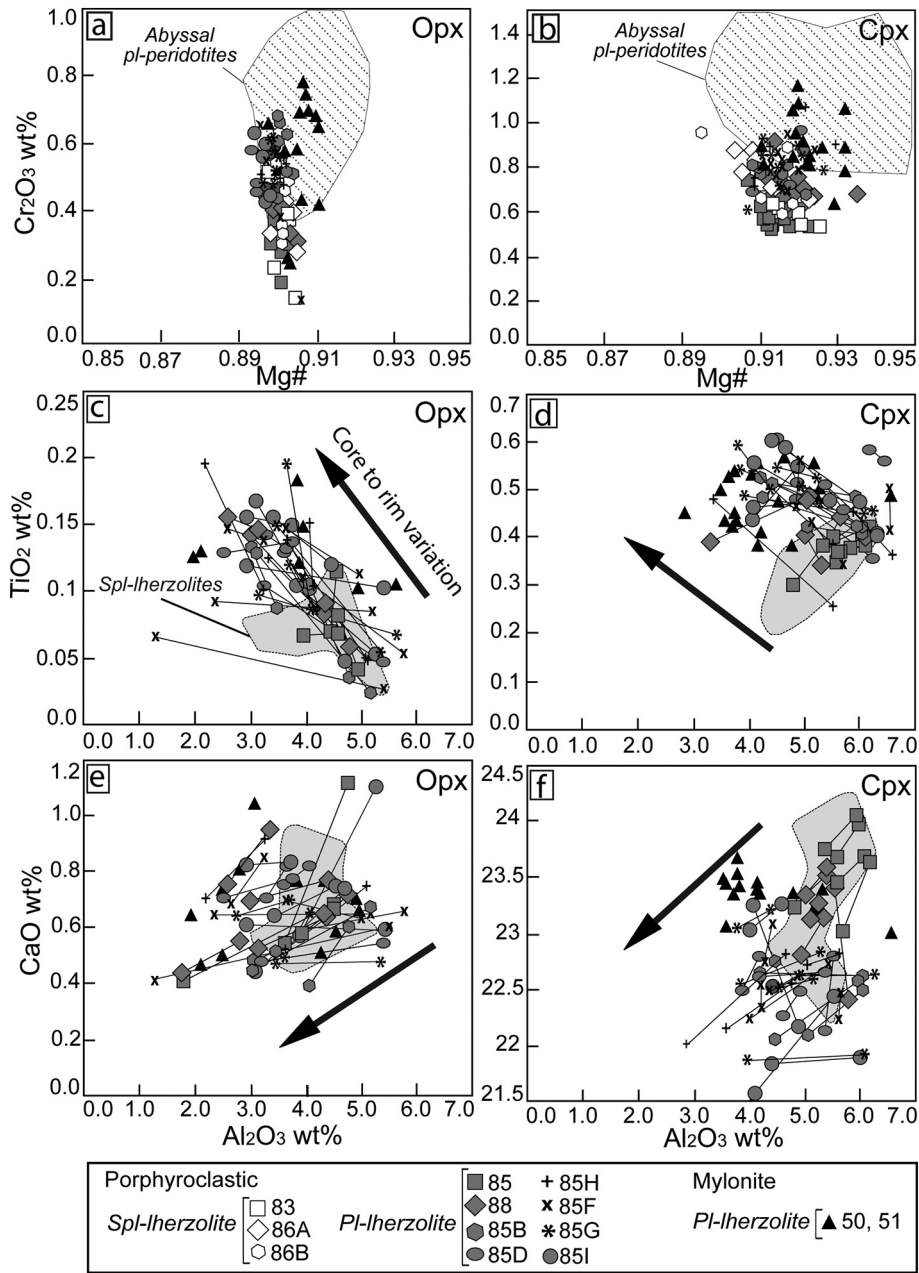 a
Opx
Abyssal
pl-peridotites
Cr2O3 wt%
1.0
0.8
0.6
0.4
0.2
0.0
0.85
0.87
0.89
0.91
0.93
0.95
Mg#
b
Cpx
Abyssal
pl-peridotites
1.4
1.2
1.0
0.8
0.6
0.4
0.2
0.0
0.85
0.87
0.89
0.91
0.93
0.95
Mg#
c
Opx
Core to rim variation
Spl-lherzolites
TiO2 wt%
0.25
0.20
0.15
0.10
0.05
0.0
0.0
1.0
2.0
3.0
4.0
5.0
6.0
7.0
d
Cpx
0.7
0.6
0.5
0.4
0.3
0.2
0.1
0.0
0.0
1.0
2.0
3.0
4.0
5.0
6.0
7.0
e
Opx
CaO wt%
1.2
1.0
0.8
0.6
0.4
0.2
0.0
0.0
1.0
2.0
3.0
4.0
5.0
6.0
7.0
Al2O3 wt%
f
Cpx
24.5
24
23.5
23
22.5
22
21.5
0.0
1.0
2.0
3.0
4.0
5.0
6.0
7.0
Al2O3 wt%
Porphyroclastic
Spl-lherzolite
83
86A
86B
Pl-lherzolite
85
88
85B
85D
85H
85F
85G
85I
Mylonite
Pl-lherzolite
50, 51